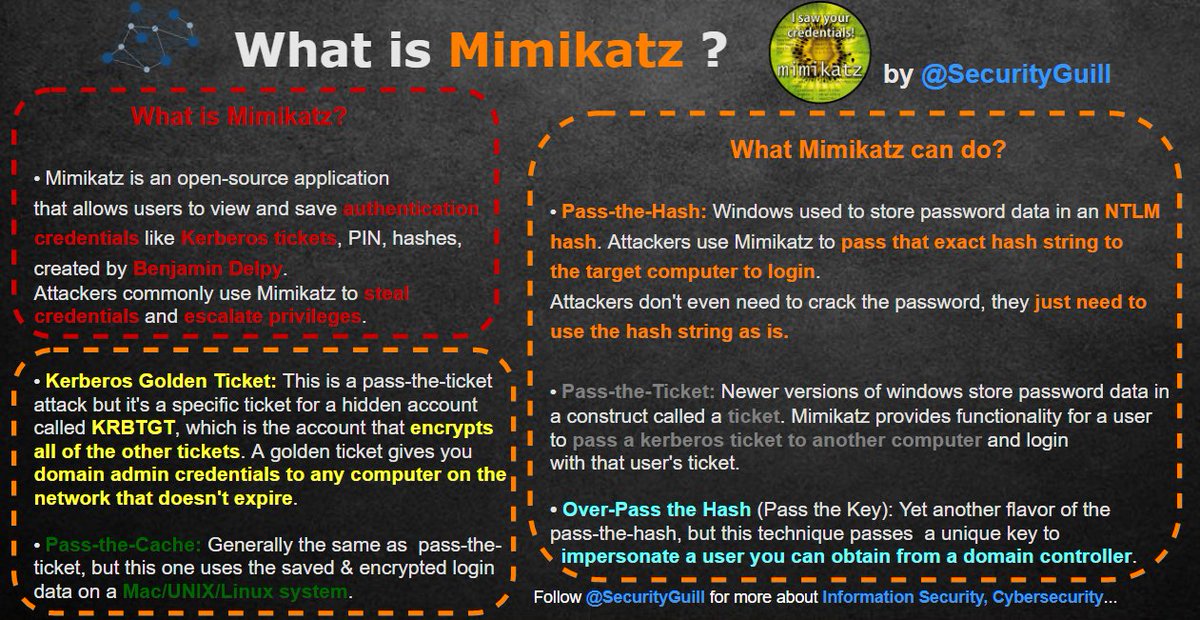 What is Mimikatz ?
I saw your
credentials!
mimikatz
by @SecurityGuill
What is Mimikatz?
• Mimikatz is an open-source application
that allows users to view and save authentication
credentials like Kerberos tickets, PIN, hashes,
created by Benjamin Delpy.
Attackers commonly use Mimikatz to steal
credentials and escalate privileges.
• Kerberos Golden Ticket: This is a pass-the-ticket
attack but it's a specific ticket for a hidden account
called KRBTGT, which is the account that encrypts
all of the other tickets. A golden ticket gives you
domain admin credentials to any computer on the
network that doesn't expire.
• Pass-the-Cache: Generally the same as pass-the-
ticket, but this one uses the saved & encrypted login
data on a Mac/UNIX/Linux system.
What Mimikatz can do?
• Pass-the-Hash: Windows used to store password data in an NTLM
hash. Attackers use Mimikatz to pass that exact hash string to
the target computer to login.
Attackers don't even need to crack the password, they just need to
use the hash string as is.
• Pass-the-Ticket: Newer versions of windows store password data in
a construct called a ticket. Mimikatz provides functionality for a user
to pass a kerberos ticket to another computer and login
with that user's ticket.
• Over-Pass the Hash (Pass the Key): Yet another flavor of the
pass-the-hash, but this technique passes a unique key to
impersonate a user you can obtain from a domain controller.
Follow @SecurityGuill for more about Information Security, Cybersecurity...